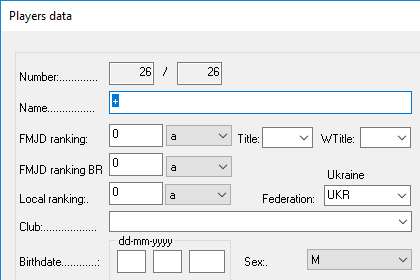 Players data
Number:............. 26 / 26
Name................ +
FMJD ranking: 0 a Title: WTitle:
FMJD ranking BR 0 a
Ukraine
Local ranking:. 0 a Federation: UKR
Club:...................
dd-mm-yyyy
Birthdate............: Sex:. M